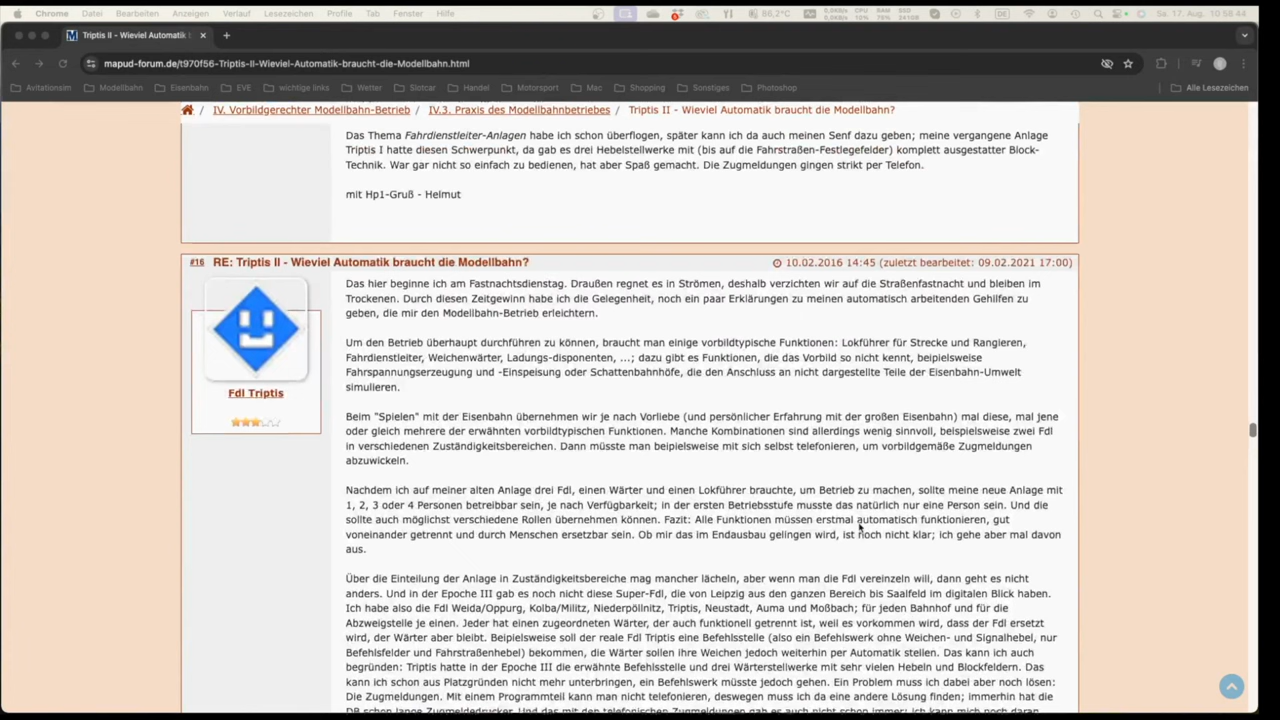 Chrome Datei Bearbeiten Anzeigen Verlauf Lesezeichen Profile Tab Fenster Hilfe 88,2°C Sa. 17. Aug. 10:58:44
Triptis II - Wieviel Automatik
mapud-forum.de/t970f56-Triptis-II-Wieviel-Automatik-braucht-die-Modellbahn.html
Avitationsim Modellbahn Eisenbahn EVE wichtige links Wetter Slotcar Handel Motorsport Mac Shopping Sonstiges Photoshop Alle Lesezeichen
/ IV. Vorbildgerechter Modellbahn-Betrieb / IV.3. Praxis des Modellbahnbetriebes / Triptis II - Wieviel Automatik braucht die Modellbahn?
Das Thema Fahrdienstleiter-Anlagen habe ich schon überflogen, später kann ich da auch meinen Senf dazu geben; meine vergangene Anlage
Triptis I hatte diesen Schwerpunkt, da gab es drei Hebelstellwerke mit (bis auf die Fahrstraßen-Festlegefelder) komplett ausgestatter Block-
Technik. War gar nicht so einfach zu bedienen, hat aber Spaß gemacht. Die Zugmeldungen gingen strikt per Telefon.
mit Hp1-Gruß - Helmut
#16 RE: Triptis II - Wieviel Automatik braucht die Modellbahn? 10.02.2016 14:45 (zuletzt bearbeitet: 09.02.2021 17:00)
Fdl Triptis
Das hier beginne ich am Fastnachtsdienstag. Draußen regnet es in Strömen, deshalb verzichten wir auf die Straßenfastnacht und bleiben im
Trockenen. Durch diesen Zeitgewinn habe ich die Gelegenheit, noch ein paar Erklärungen zu meinen automatisch arbeitenden Gehilfen zu
geben, die mir den Modellbahn-Betrieb erleichtern.
Um den Betrieb überhaupt durchführen zu können, braucht man einige vorbildtypische Funktionen: Lokführer für Strecke und Rangieren,
Fahrdienstleiter, Weichenwärter, Ladungs-disponenten, ...; dazu gibt es Funktionen, die das Vorbild so nicht kennt, beipielsweise
Fahrspannungserzeugung und -Einspeisung oder Schattenbahnhöfe, die den Anschluss an nicht dargestellte Teile der Eisenbahn-Umwelt
simulieren.
Beim "Spielen" mit der Eisenbahn übernehmen wir je nach Vorliebe (und persönlicher Erfahrung mit der großen Eisenbahn) mal diese, mal jene
oder gleich mehrere der erwähnten vorbildtypischen Funktionen. Manche Kombinationen sind allerdings wenig sinnvoll, beispielsweise zwei Fdl
in verschiedenen Zuständigkeitsbereichen. Dann müsste man beipielsweise mit sich selbst telefonieren, um vorbildgemäße Zugmeldungen
abzuwickeln.
Nachdem ich auf meiner alten Anlage drei Fdl, einen Wärter und einen Lokführer brauchte, um Betrieb zu machen, sollte meine neue Anlage mit
1, 2, 3 oder 4 Personen betreibbar sein, je nach Verfügbarkeit; in der ersten Betriebsstufe musste das natürlich nur eine Person sein. Und die
sollte auch möglichst verschiedene Rollen übernehmen können. Fazit: Alle Funktionen müssen erstmal automatisch funktionieren, gut
voneinander getrennt und durch Menschen ersetzbar sein. Ob mir das im Endausbau gelingen wird, ist noch nicht klar; ich gehe aber mal davon
aus.
Über die Einteilung der Anlage in Zuständigkeitsbereiche mag mancher lächeln, aber wenn man die Fdl vereinzeln will, dann geht es nicht
anders. Und in der Epoche III gab es noch nicht diese Super-Fdl, die von Leipzig aus den ganzen Bereich bis Saalfeld im digitalen Blick haben.
Ich habe also die Fdl Weida/Oppurg, Kolba/Militz, Niederpöllnitz, Triptis, Neustadt, Auma und Moßbach; für jeden Bahnhof und für die
Abzweigstelle je einen. Jeder hat einen zugeordneten Wärter, der auch funktionell getrennt ist, weil es vorkommen wird, dass der Fdl ersetzt
wird, der Wärter aber bleibt. Beipielsweise soll der reale Fdl Triptis eine Befehlsstelle (also ein Befehlswerk ohne Weichen- und Signalhebel, nur
Befehlsfelder und Fahrstraßenhebel) bekommen, die Wärter sollen ihre Weichen jedoch weiterhin per Automatik stellen. Das kann ich auch
begründen: Triptis hatte in der Epoche III die erwähnte Befehlsstelle und drei Wärterstellwerke mit sehr vielen Hebeln und Blockfeldern. Das
kann ich schon aus Platzgründen nicht mehr unterbringen, ein Befehlswerk müsste jedoch gehen. Ein Problem muss ich dabei aber noch lösen:
Die Zugmeldungen. Mit einem Programmteil kann man nicht telefonieren, deswegen muss ich da eine andere Lösung finden; immerhin hat die